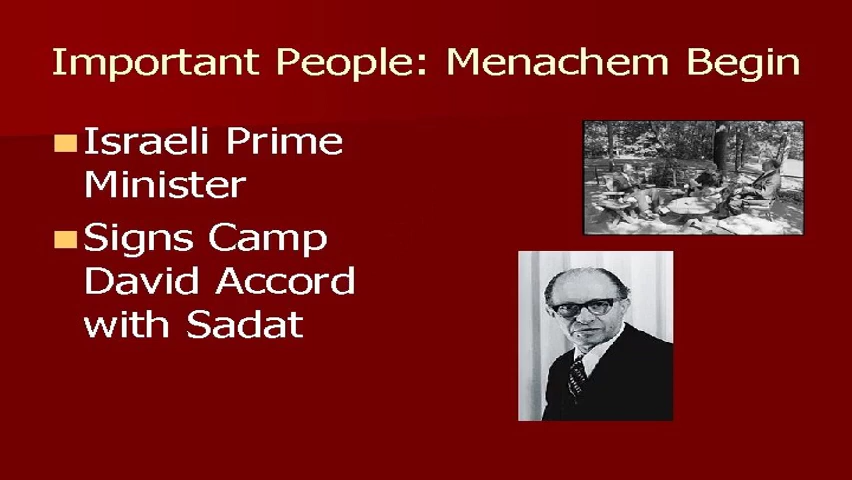 Important People: Menachem Begin
Israeli Prime
Minister
Signs Camp
David Accord
with Sadat